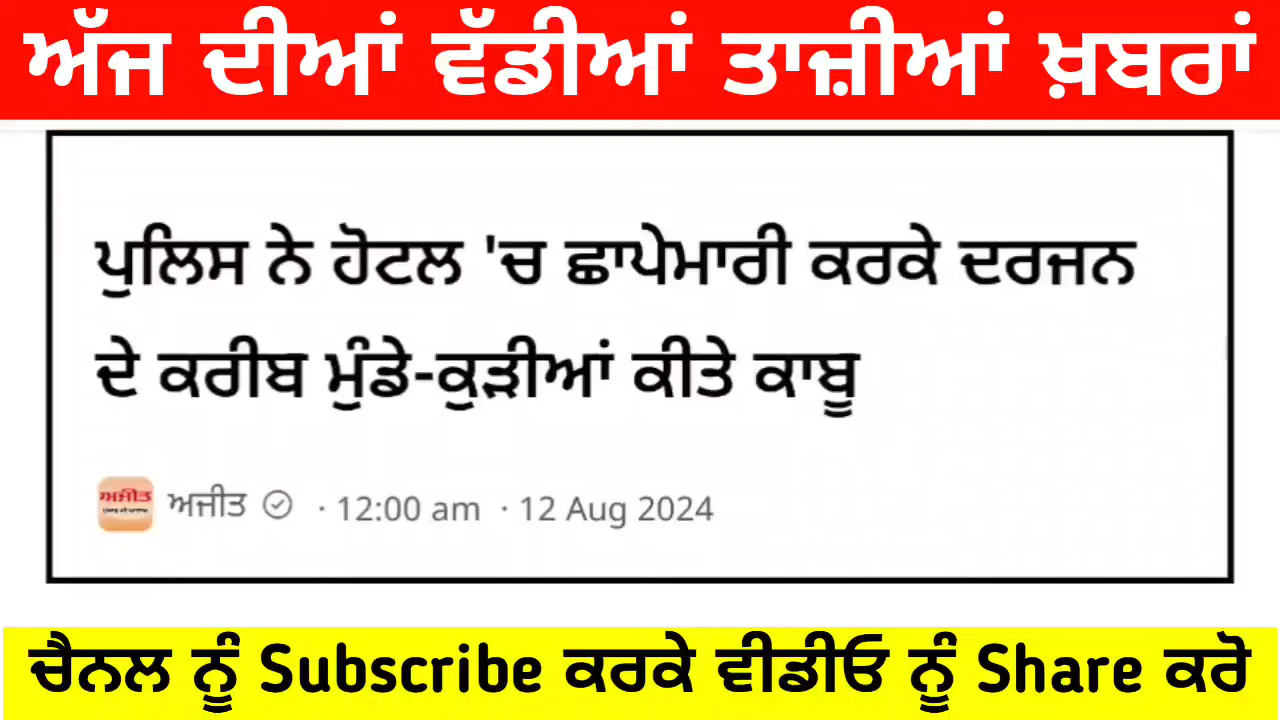 ਅੱਜ ਦੀਆਂ ਵੱਡੀਆਂ ਤਾਜ਼ੀਆਂ ਖ਼ਬਰਾਂ
ਪੁਲਿਸ ਨੇ ਹੋਟਲ 'ਚ ਛਾਪੇਮਾਰੀ ਕਰਕੇ ਦਰਜਨ
ਦੇ ਕਰੀਬ ਮੁੰਡੇ-ਕੁੜੀਆਂ ਕੀਤੇ ਕਾਬੂ
ਅਜੀਤ
ਅਜੀਤ · 12:00 am · 12 Aug 2024
ਚੈਨਲ ਨੂੰ Subscribe ਕਰਕੇ ਵੀਡੀਓ ਨੂੰ Share ਕਰੋ